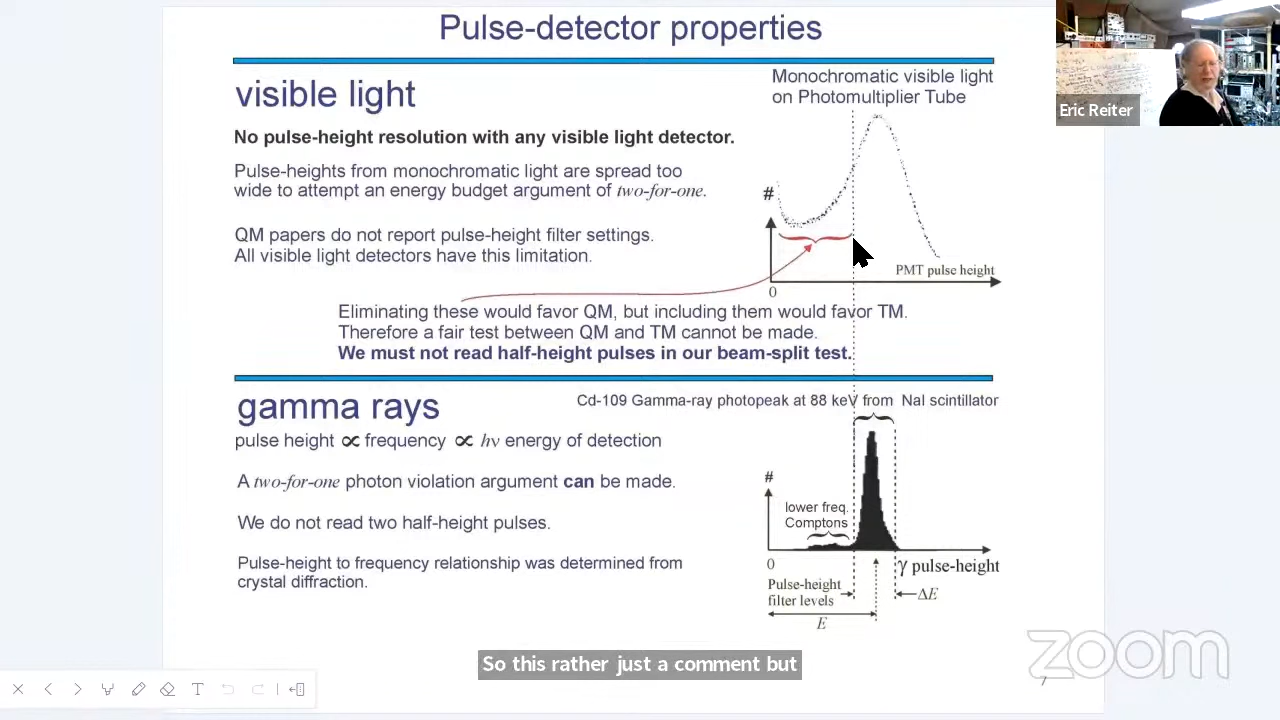 Pulse-detector properties
visible light
No pulse-height resolution with any visible light detector.
Pulse-heights from monochromatic light are spread too
wide to attempt an energy budget argument of two-for-one.
QM papers do not report pulse-height filter settings.
All visible light detectors have this limitation.
Monochromatic visible light
on Photomultiplier Tube
#
PMT pulse height
0
Eliminating these would favor QM, but including them would favor TM.
Therefore a fair test between QM and TM cannot be made.
We must not read half-height pulses in our beam-split test.
gamma rays
Cd-109 Gamma-ray photopeak at 88 keV from NaI scintillator
pulse height ∝ frequency ∝ hν energy of detection
A two-for-one photon violation argument can be made.
We do not read two half-height pulses.
Pulse-height to frequency relationship was determined from
crystal diffraction.
#
lower freq.
Comptons
0
γ pulse-height
Pulse-height
filter levels
ΔE
E
Eric Reiter
So this rather just a comment but
zoom
7
T